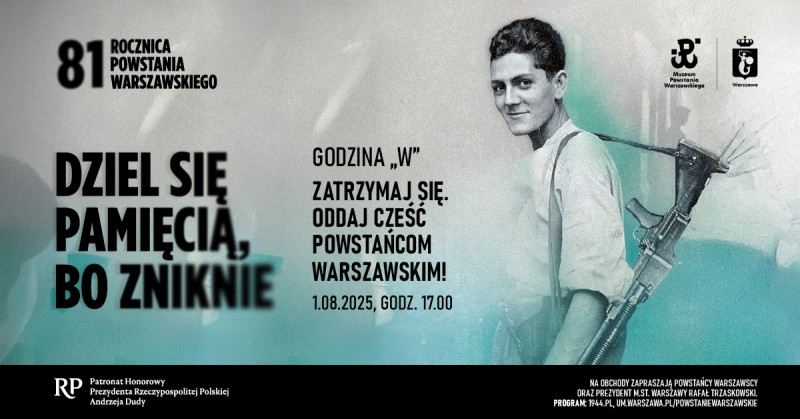 81 ROCZNICA
POWSTANIA
WARSZAWSKIEGO
Muzeum
Powstania
Warszawskiego
Warszawa
DZIEL SIĘ
PAMIĘCIĄ,
BO ZNIKNIE
GODZINA „W”
ZATRZYMAJ SIĘ.
ODDAJ CZEŚĆ
POWSTAŃCOM
WARSZAWSKIM!
1.08.2025, GODZ. 17.00
RP
Patronat Honorowy
Prezydenta Rzeczypospolitej Polskiej
Andrzeja Dudy
NA OBCHODY ZAPRASZAJĄ POWSTAŃCY WARSZAWSCY
ORAZ PREZYDENT M.ST. WARSZAWY RAFAŁ TRZASKOWSKI.
PROGRAM: 1944.PL, UM.WARSZAWA.PL/POWSTANIEWARSZAWSKIE